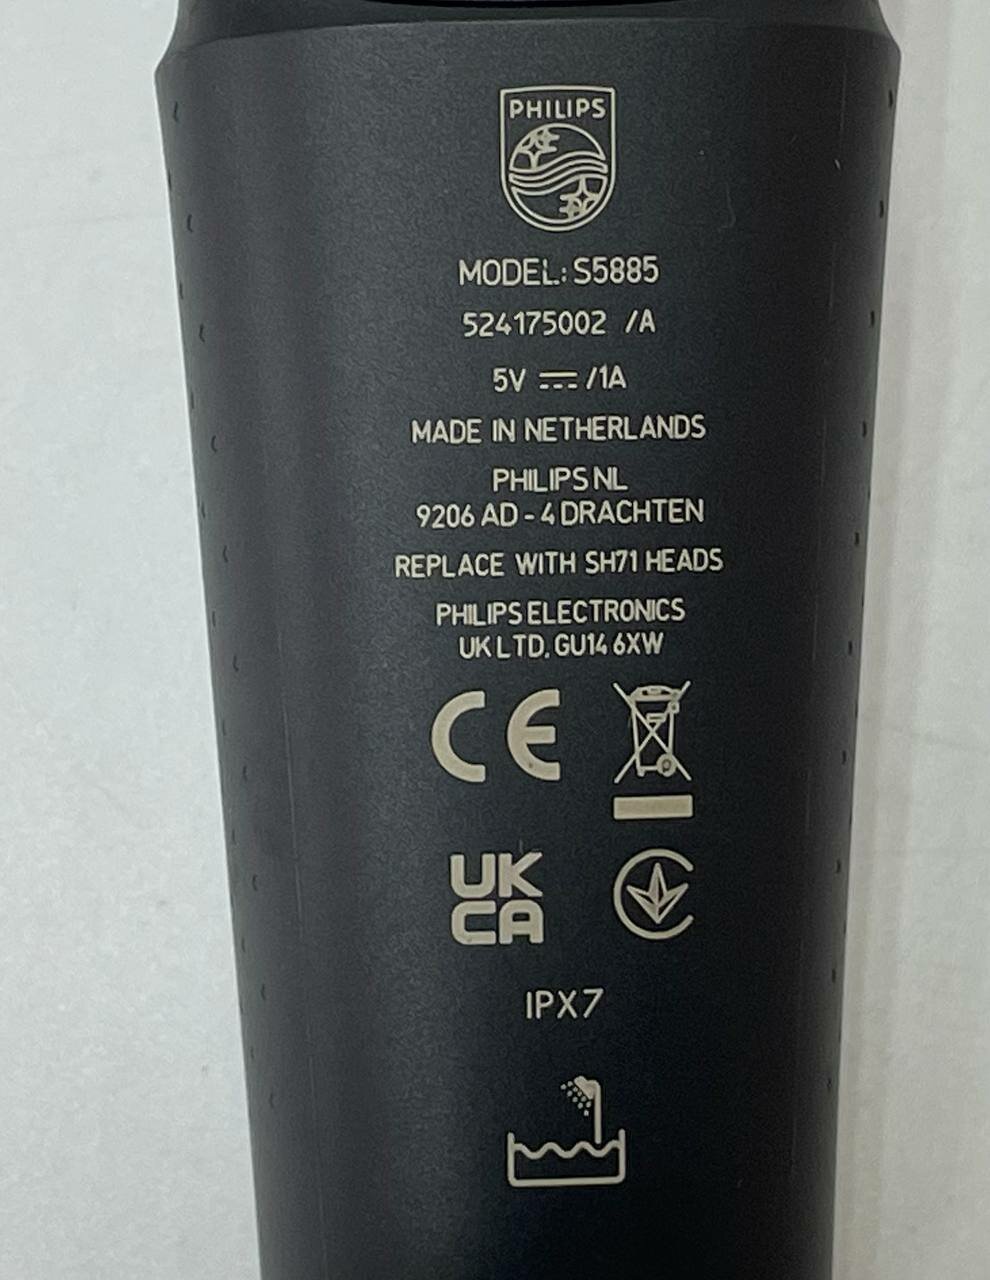 PHILIPS
MODEL: S5885
524175002 /A
5V ⎓ /1A
MADE IN NETHERLANDS
PHILIPS NL
9206 AD - 4 DRACHTEN
REPLACE WITH SH71 HEADS
PHILIPS ELECTRONICS
UK LTD, GU14 6XW
CE
UK
CA
IPX7